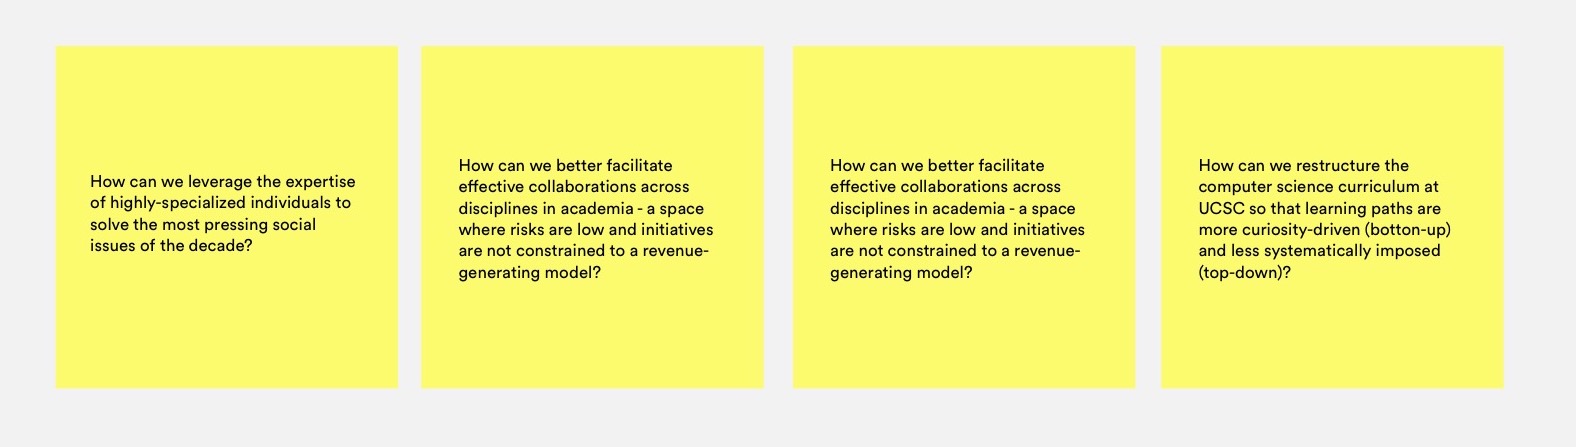 How can we leverage the expertise
of highly-specialized individuals to
solve the most pressing social
issues of the decade?
How can we better facilitate
effective collaborations across
disciplines in academia - a space
where risks are low and initiatives
are not constrained to a revenue-
generating model?
How can we better facilitate
effective collaborations across
disciplines in academia - a space
where risks are low and initiatives
are not constrained to a revenue-
generating model?
How can we restructure the
computer science curriculum at
UCSC so that learning paths are
more curiosity-driven (botton-up)
and less systematically imposed
(top-down)?